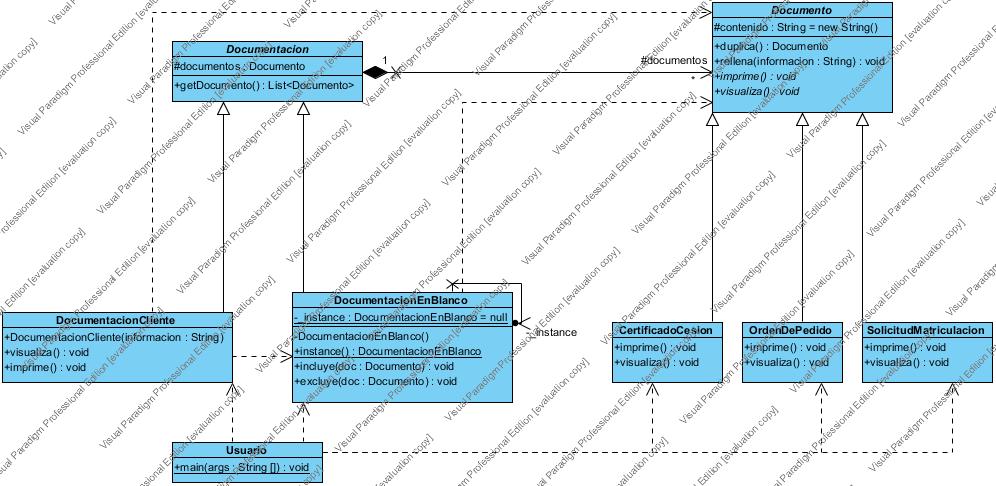 Documento
#contenido : String = new String()
+duplica() : Documento
+rellena(informacion : String) : void
+imprime() : void
+visualiza() : void
Documentacion
#documentos : Documento
+getDocumento() : List<Documento>
1
#documentos
*
DocumentacionCliente
+DocumentacionCliente(informacion : String)
+visualiza() : void
+imprime() : void
DocumentacionEnBlanco
-_instance : DocumentacionEnBlanco = null
-DocumentacionEnBlanco()
+instance() : DocumentacionEnBlanco
+incluye(doc : Documento) : void
+excluye(doc : Documento) : void
-_instance
CertificadoCesion
+imprime() : void
+visualiza() : void
OrdenDePedido
+imprime() : void
+visualiza() : void
SolicitudMatriculacion
+imprime() : void
+visualiza() : void
Usuario
+main(args : String []) : void
Visual Paradigm Professional Edition [evaluation copy]